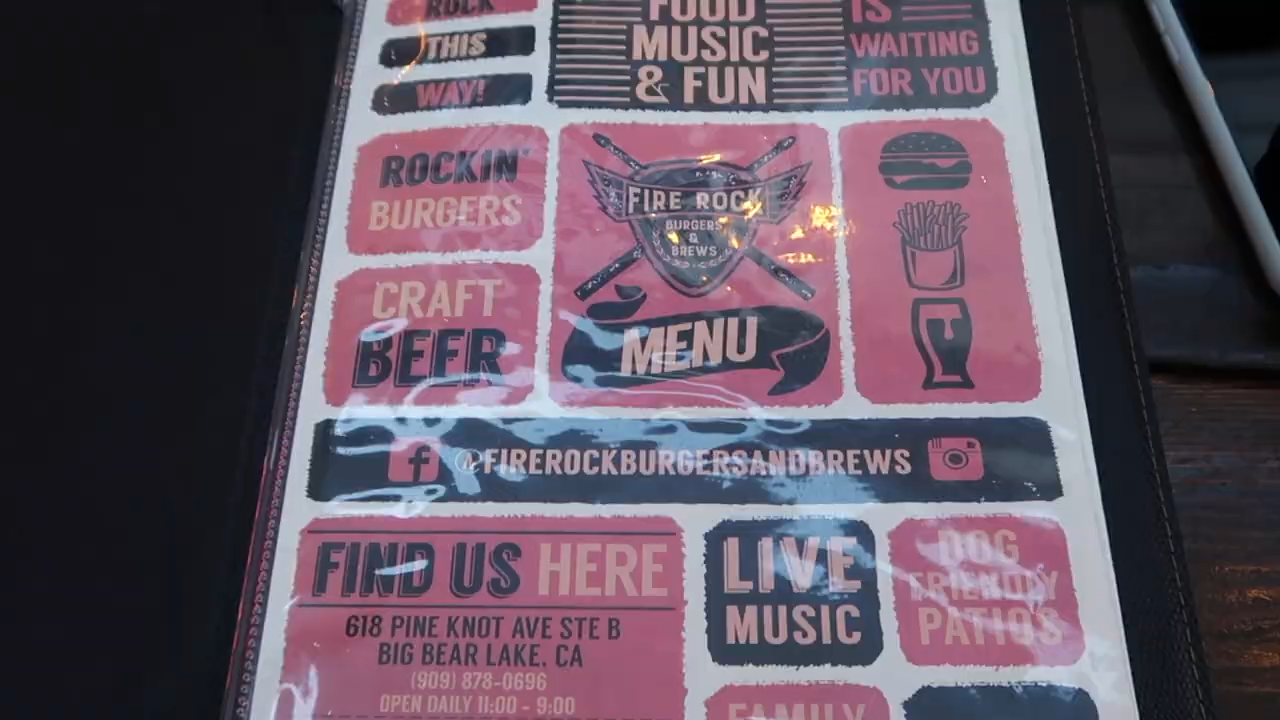 ROCK
THIS
WAY!
FOOD
MUSIC
& FUN
IS
WAITING
FOR YOU
ROCKIN'
BURGERS
CRAFT
BEER
FIRE ROCK
BURGERS
&
BREWS
MENU
@FIREROCKBURGERSANDBREWS
FIND US HERE
618 PINE KNOT AVE STE B
BIG BEAR LAKE, CA
(909) 878-0696
OPEN DAILY 11:00 - 9:00
LIVE
MUSIC
DOG
FRIENDLY
PATIOS
FAMILY